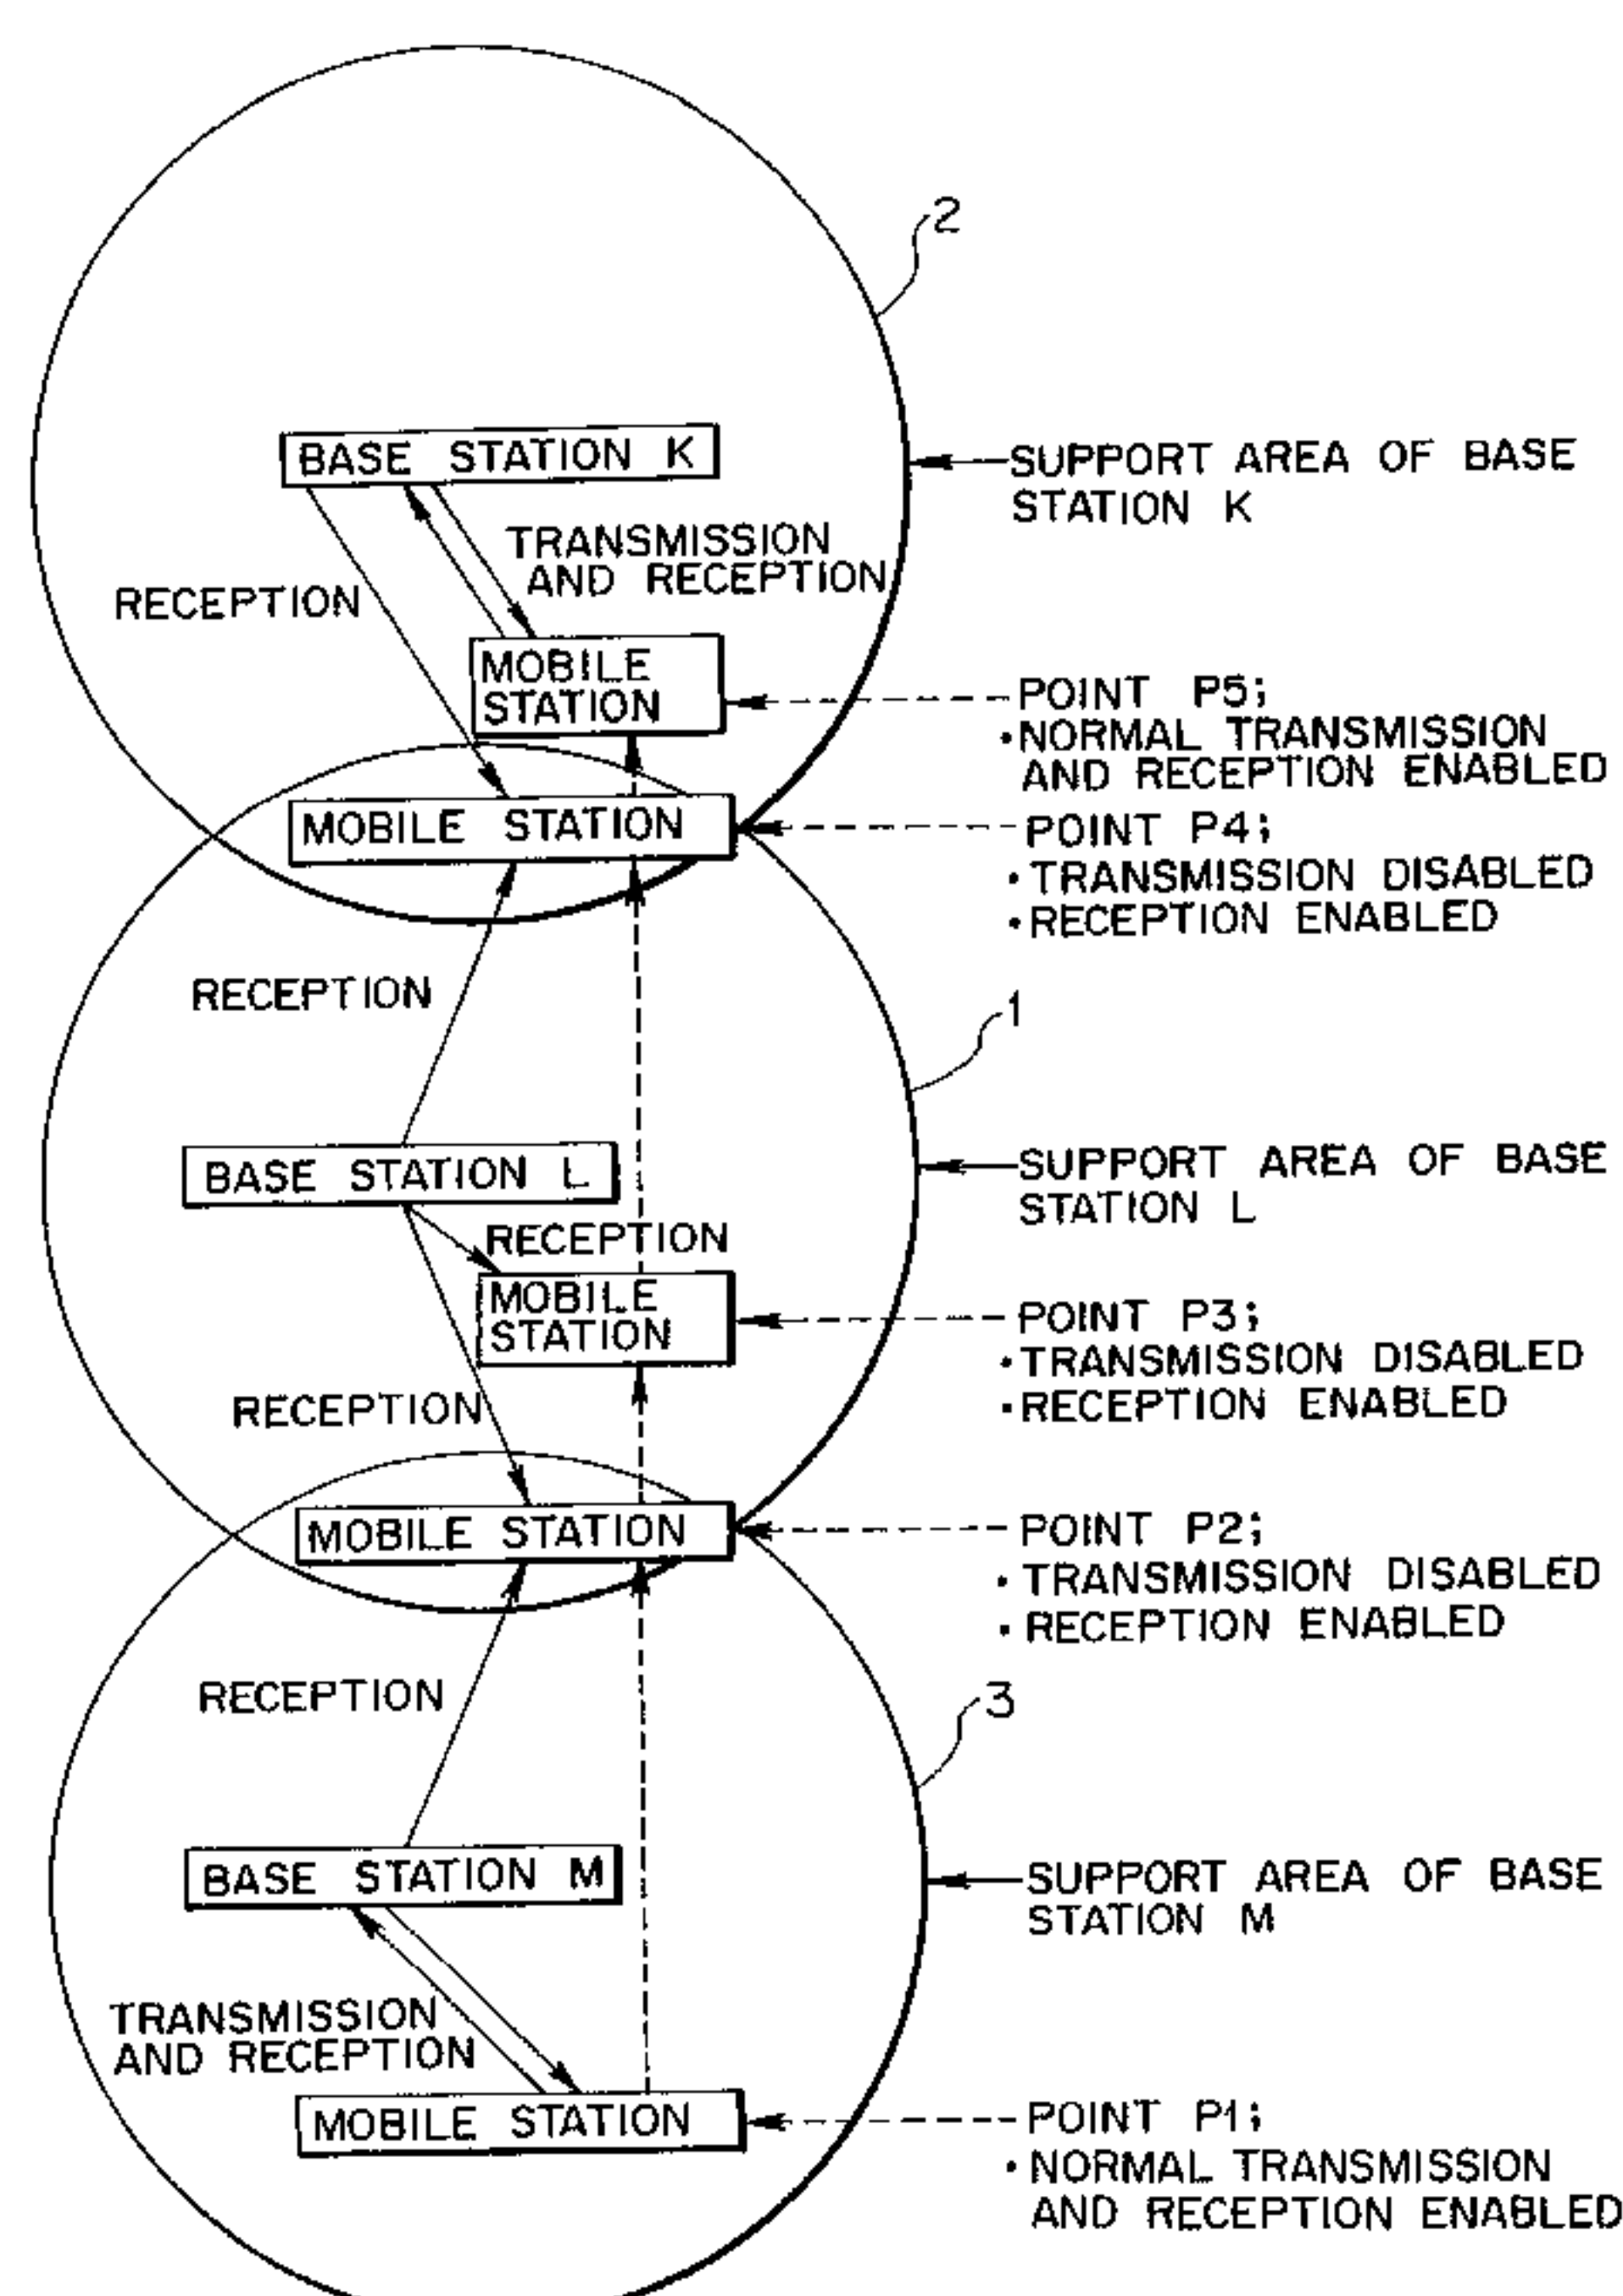 2
BASE STATION K
SUPPORT AREA OF BASE
STATION K
TRANSMISSION
AND RECEPTION
RECEPTION
MOBILE
STATION
POINT P5;
•NORMAL TRANSMISSION
AND RECEPTION ENABLED
MOBILE STATION
POINT P4;
•TRANSMISSION DISABLED
•RECEPTION ENABLED
RECEPTION
1
BASE STATION L
SUPPORT AREA OF BASE
STATION L
RECEPTION
MOBILE
STATION
POINT P3;
•TRANSMISSION DISABLED
•RECEPTION ENABLED
RECEPTION
MOBILE STATION
POINT P2;
•TRANSMISSION DISABLED
•RECEPTION ENABLED
RECEPTION
3
BASE STATION M
SUPPORT AREA OF BASE
STATION M
TRANSMISSION
AND RECEPTION
MOBILE STATION
POINT P1;
•NORMAL TRANSMISSION
AND RECEPTION ENABLED